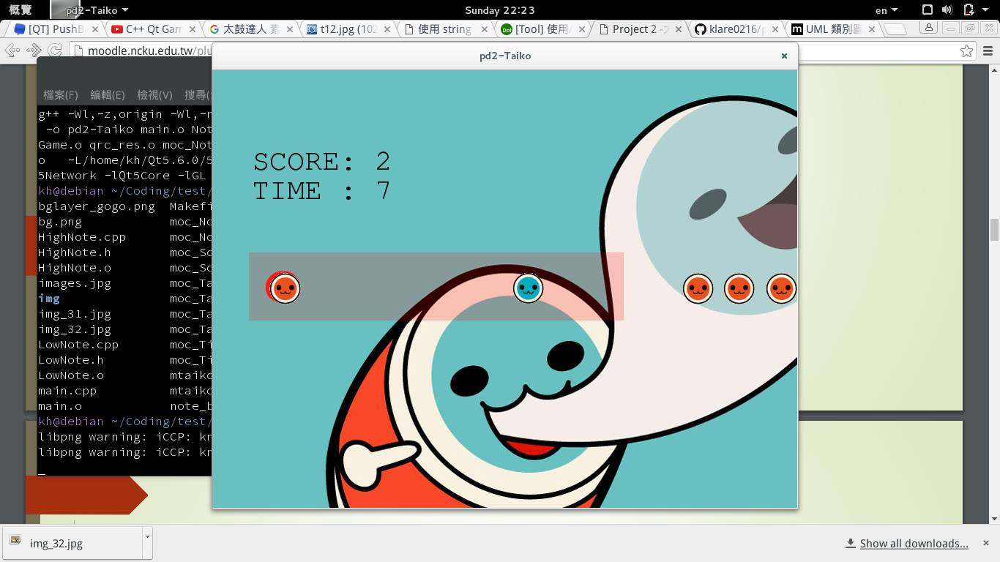 概覽
pd2-Taiko
Sunday 22:23
en
[QT] PushB
C++ Qt Gam
太鼓達人 素
t12.jpg (102
使用 string
[Tool] 使用
Project 2 -
klare0216/p
UML 類別圖
moodle.ncku.edu.tw/plu
pd2-Taiko
檔案(F) 編輯(E) 檢視(V) 搜尋(
g++ -Wl,-z,origin -Wl,-r
-o pd2-Taiko main.o Not
Game.o qrc_res.o moc_Not
o -L/home/kh/Qt5.6.0/5
5Network -lQt5Core -lGL
kh@debian ~/Coding/test/
bglayer_gogo.png Makefi
bg.png moc_No
HighNote.cpp moc_No
HighNote.h moc_Sc
HighNote.o moc_Sc
images.jpg moc_Ta
img moc_Ta
img_31.jpg moc_Ta
img_32.jpg moc_Ta
LowNote.cpp moc_Ti
LowNote.h moc_Ti
LowNote.o mtaiko
main.cpp mtaiko
main.o note_b
kh@debian ~/Coding/test/
libpng warning: iCCP: kn
libpng warning: iCCP: kn
SCORE: 2
TIME : 7
img_32.jpg
Show all downloads...